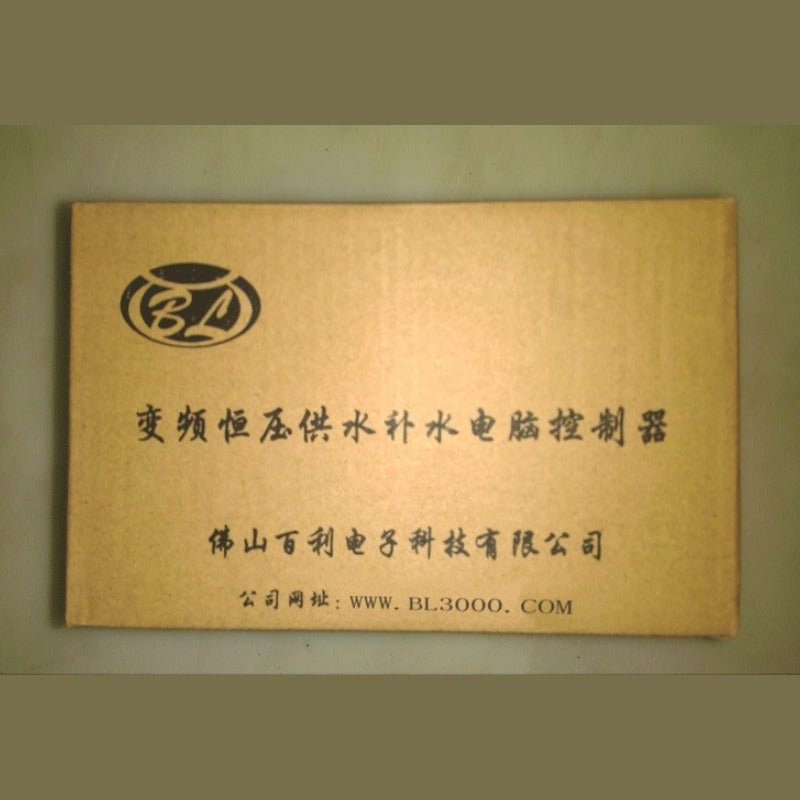 BL
变频恒压供水补水电脑控制器
佛山百利电子科技有限公司
公司网址：WWW. BL3000. COM